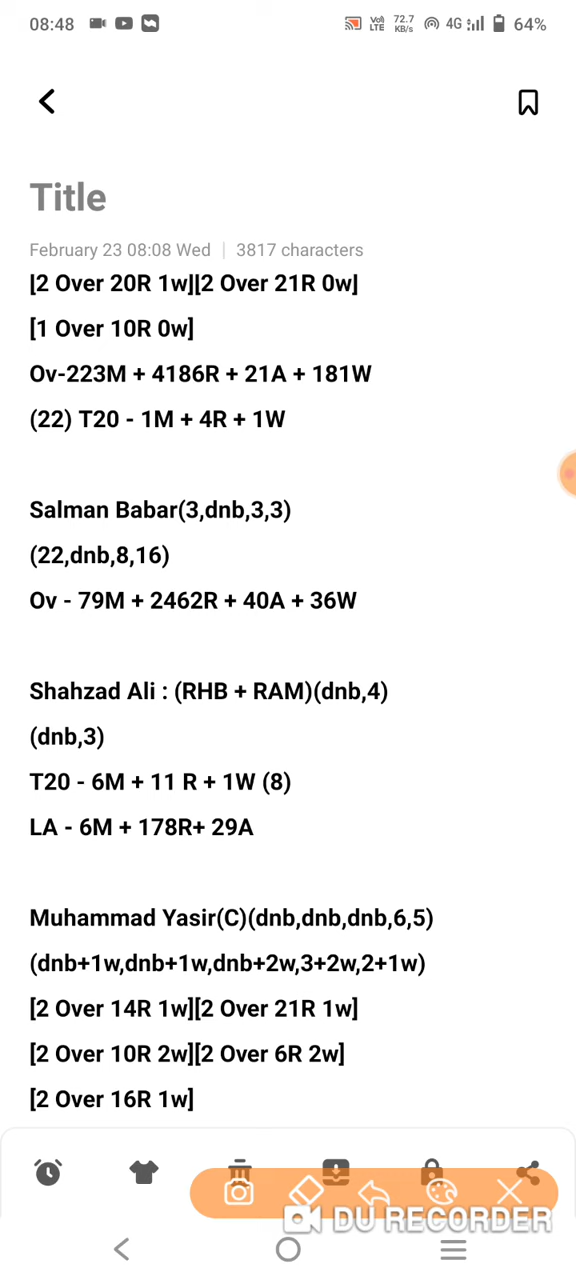 08:48 Vol LTE 72.7 KB/s 4G 64%
Title
February 23 08:08 Wed | 3817 characters
[2 Over 20R 1w][2 Over 21R 0w]
[1 Over 10R 0w]
Ov-223M + 4186R + 21A + 181W
(22) T20 - 1M + 4R + 1W
Salman Babar(3,dnb,3,3)
(22,dnb,8,16)
Ov - 79M + 2462R + 40A + 36W
Shahzad Ali : (RHB + RAM)(dnb,4)
(dnb,3)
T20 - 6M + 11 R + 1W (8)
LA - 6M + 178R+ 29A
Muhammad Yasir(C)(dnb,dnb,dnb,6,5)
(dnb+1w,dnb+1w,dnb+2w,3+2w,2+1w)
[2 Over 14R 1w][2 Over 21R 1w]
[2 Over 10R 2w][2 Over 6R 2w]
[2 Over 16R 1w]
DU RECORDER